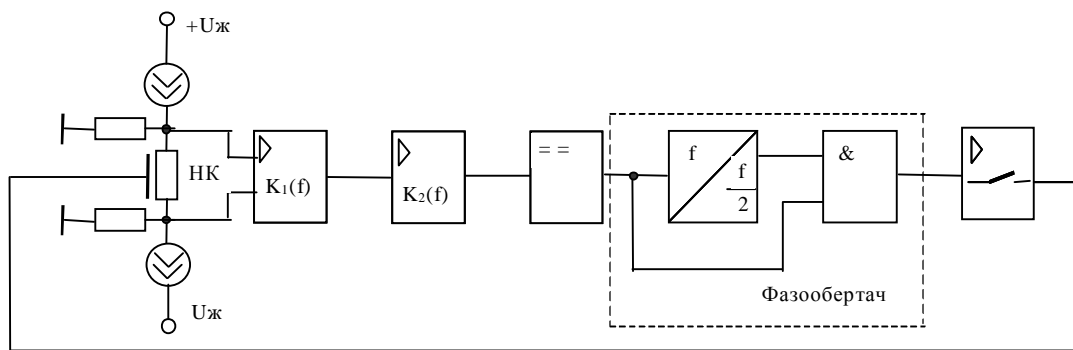 +Uж
НК
K1(f)
K2(f)
= =
f
f
2
&
Фазообертач
Uж